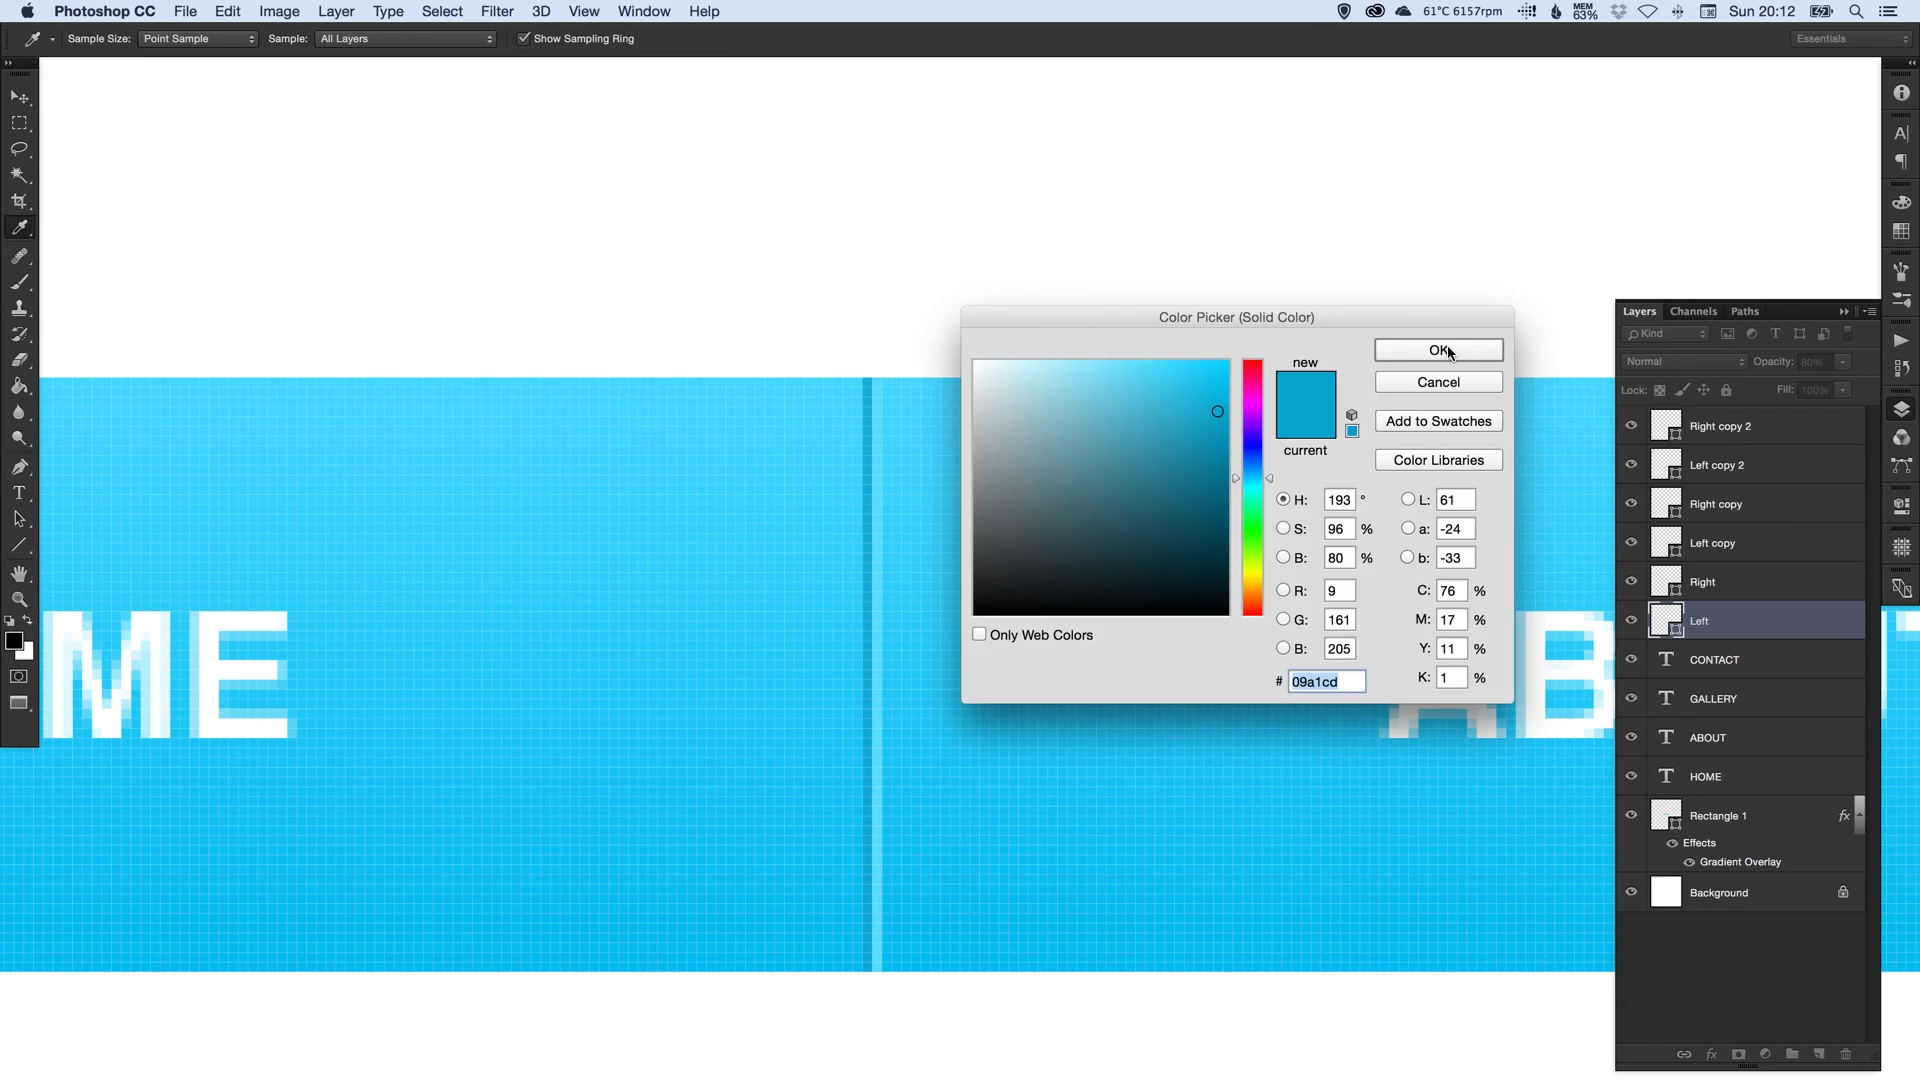 Photoshop CC File Edit Image Layer Type Select Filter 3D View Window Help 61°C 6157rpm MEM 63% Sun 20:12
Sample Size: Point Sample Sample: All Layers Show Sampling Ring Essentials
Color Picker (Solid Color)
new
current
OK
Cancel
Add to Swatches
Color Libraries
H: 193 ° L: 61
S: 96 % a: -24
B: 80 % b: -33
R: 9 C: 76 %
G: 161 M: 17 %
B: 205 Y: 11 %
# 09a1cd K: 1 %
Only Web Colors
ME
AB
Layers Channels Paths
Kind
Normal Opacity: 80%
Lock: Fill: 100%
Right copy 2
Left copy 2
Right copy
Left copy
Right
Left
T CONTACT
T GALLERY
T ABOUT
T HOME
Rectangle 1 fx
Effects
Gradient Overlay
Background
fx